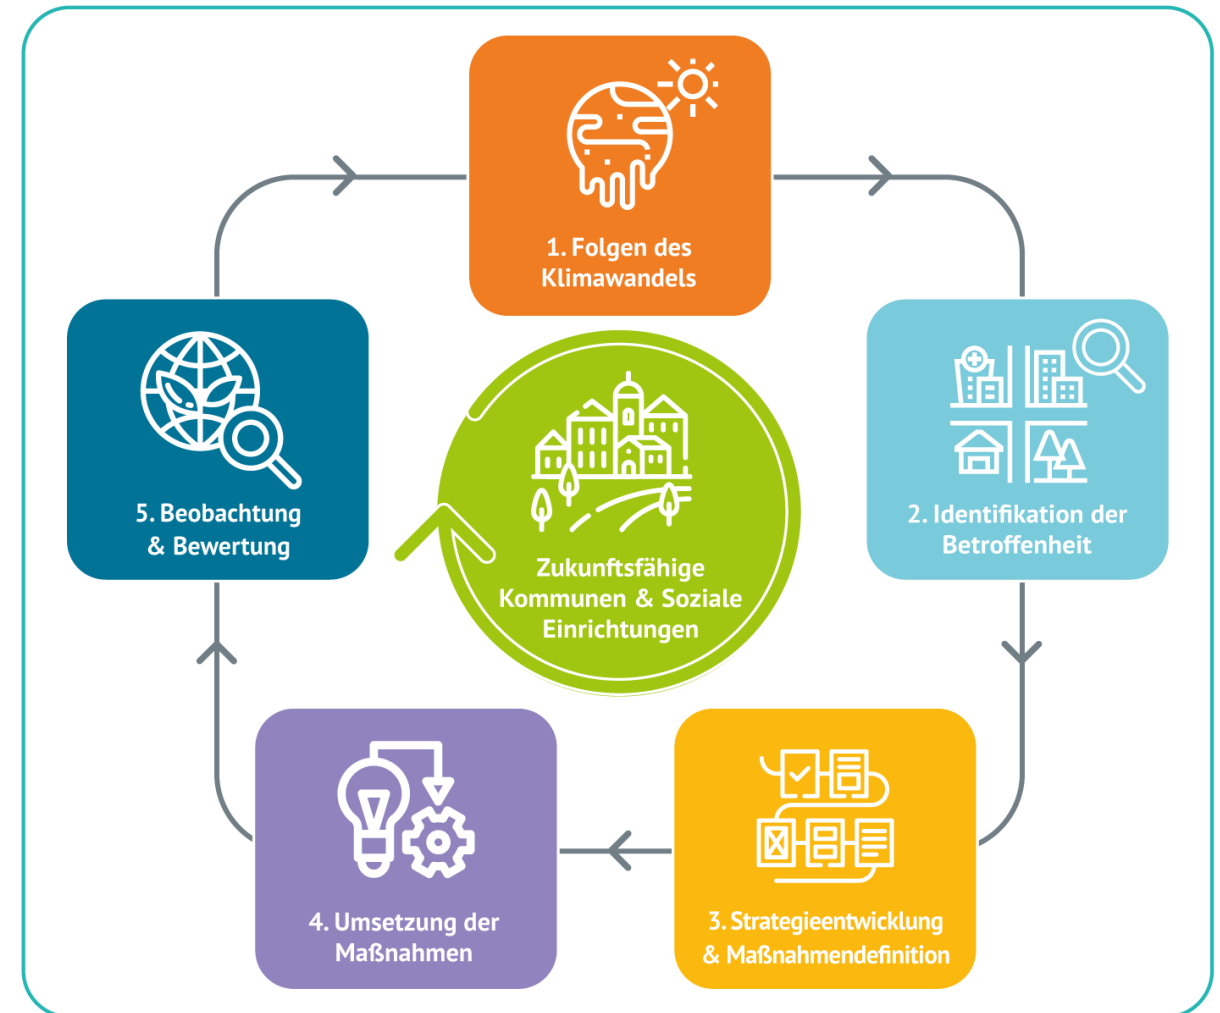 1. Folgen des
Klimawandels
2. Identifikation der
Betroffenheit
3. Strategieentwicklung
& Maßnahmendefinition
4. Umsetzung der
Maßnahmen
5. Beobachtung
& Bewertung
Zukunftsfähige
Kommunen & Soziale
Einrichtungen